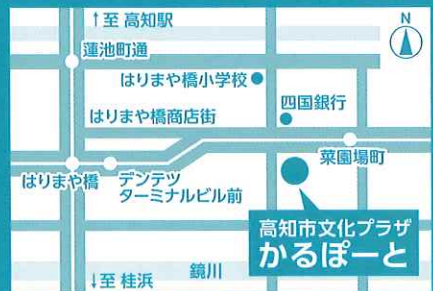 ↑至 高知駅
N
蓮池町通
はりまや橋小学校
四国銀行
はりまや橋商店街
菜園場町
はりまや橋
デンテツ
ターミナルビル前
高知市文化プラザ
かるぽーと
鏡川
↓至 桂浜